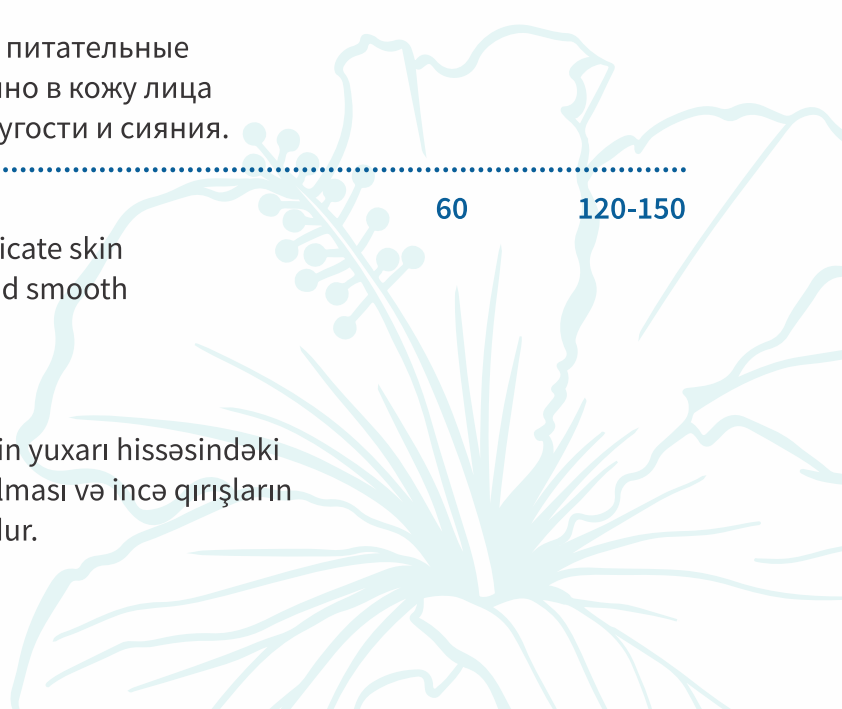 питательные
но в кожу лица
угости и сияния.
60 120-150
icate skin
d smooth
in yuxarı hissəsindəki
lması və incə qırışların
dur.